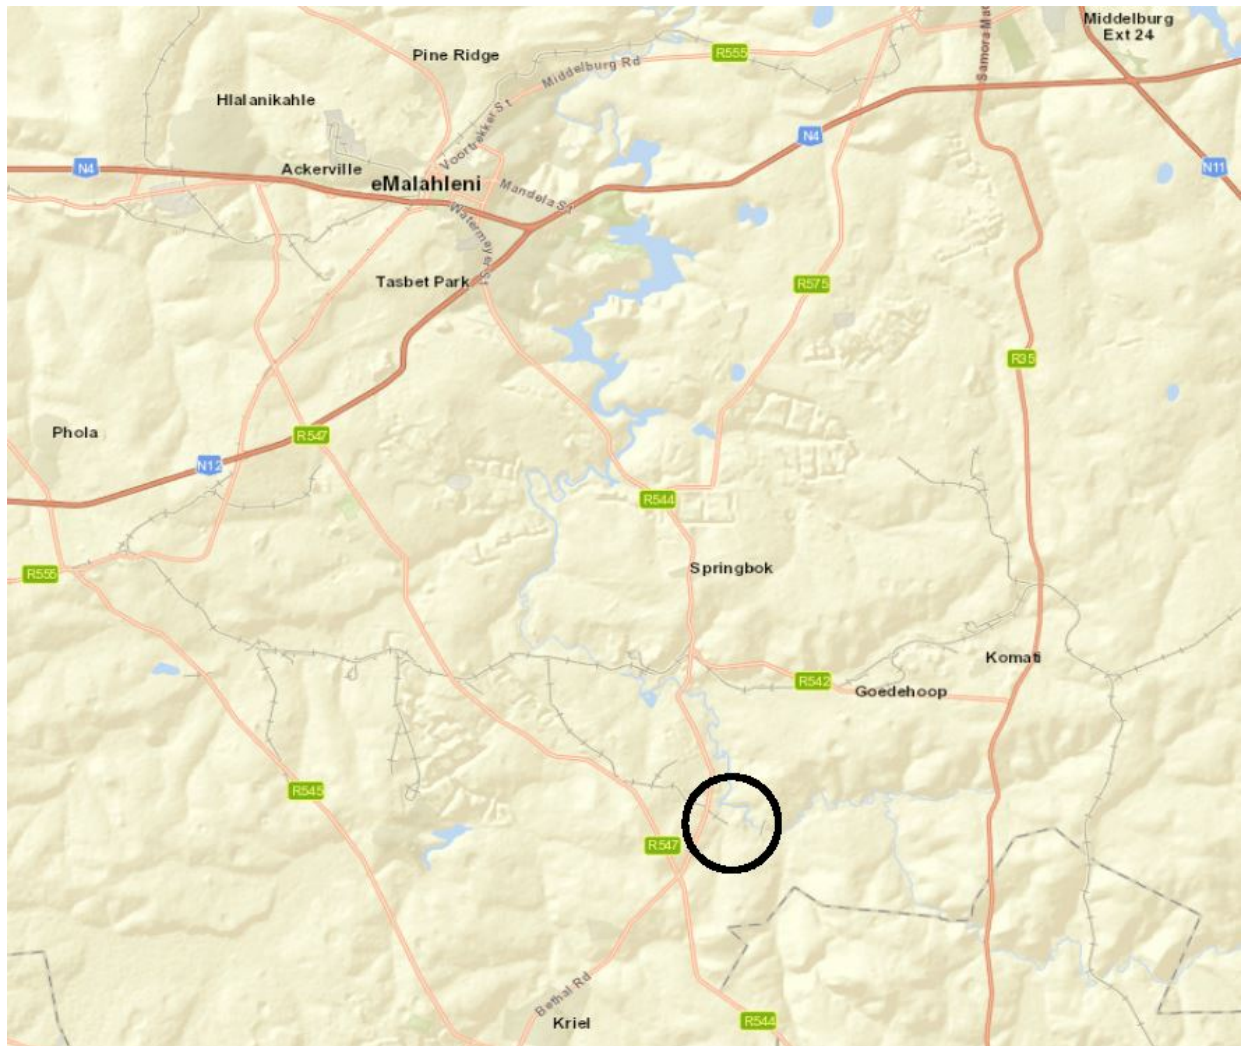 Middelburg
Ext 24
Pine Ridge
R555
Middelburg Rd
Samora Mac
Hlalanikahle
Voortrekker St
N4
N4
Ackerville
eMalahleni
Mandela St
N11
Watermeyer St
Tasbet Park
R575
R35
Phola
R547
N12
R544
R555
Springbok
Komati
R542
Goedehoop
R545
R547
Bethal Rd
Kriel
R544